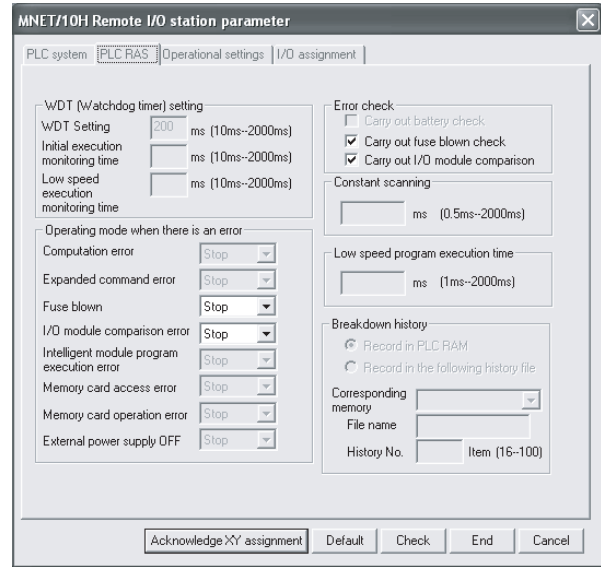 MNET/10H Remote I/O station parameter
PLC system PLC RAS Operational settings I/O assignment
WDT (Watchdog timer) setting
WDT Setting 200 ms (10ms--2000ms)
Initial execution
monitoring time ms (10ms--2000ms)
Low speed
execution
monitoring time ms (10ms--2000ms)
Operating mode when there is an error
Computation error Stop
Expanded command error Stop
Fuse blown Stop
I/O module comparison error Stop
Intelligent module program
execution error Stop
Memory card access error Stop
Memory card operation error Stop
External power supply OFF Stop
Error check
Carry out battery check
Carry out fuse blown check
Carry out I/O module comparison
Constant scanning
ms (0.5ms--2000ms)
Low speed program execution time
ms (1ms--2000ms)
Breakdown history
Record in PLC RAM
Record in the following history file
Corresponding
memory
File name
History No. Item (16--100)
Acknowledge XY assignment Default Check End Cancel